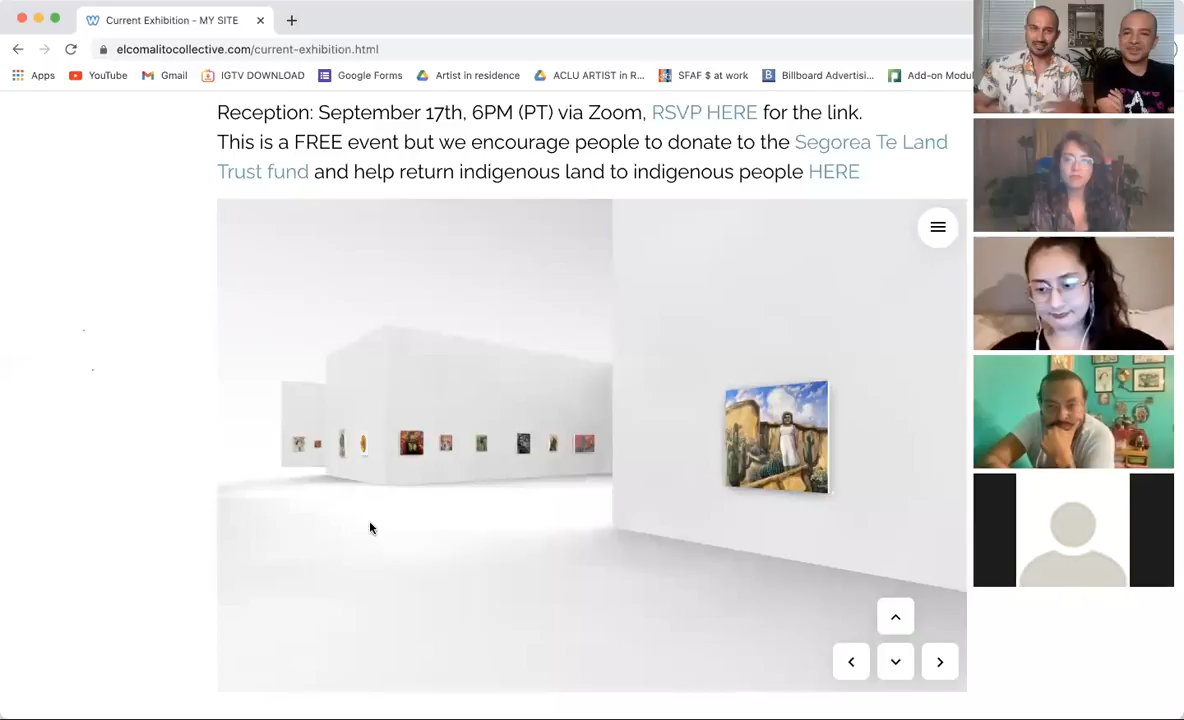 Current Exhibition - MY SITE
elcomalitocollective.com/current-exhibition.html
Apps YouTube Gmail IGTV DOWNLOAD Google Forms Artist in residence ACLU ARTIST in R... SFAF $ at work Billboard Advertisi... Add-on Modul
Reception: September 17th, 6PM (PT) via Zoom, RSVP HERE for the link.
This is a FREE event but we encourage people to donate to the Segorea Te Land
Trust fund and help return indigenous land to indigenous people HERE